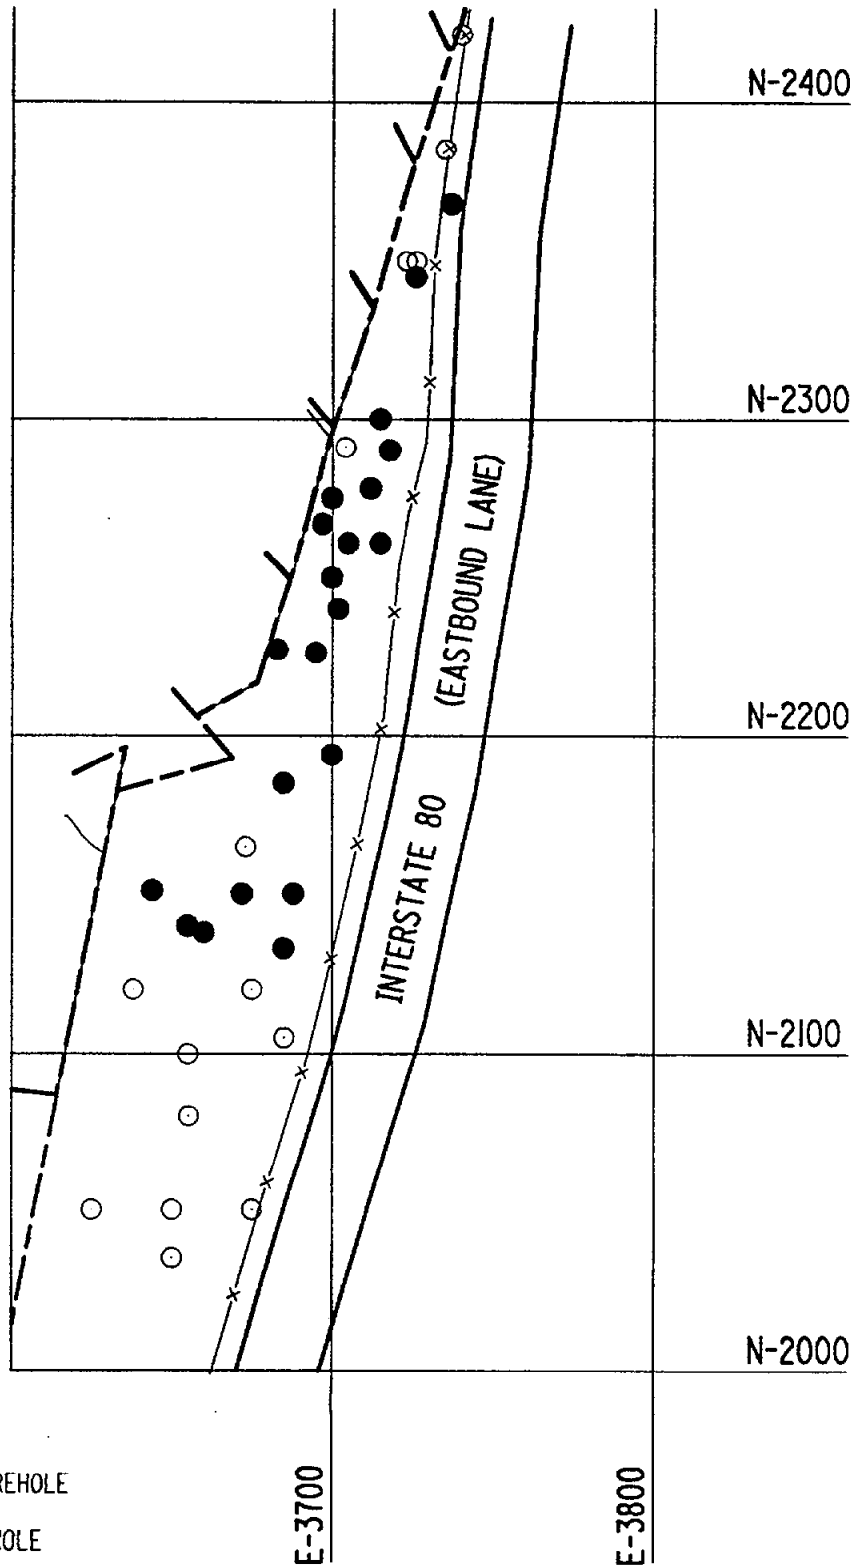 N-2400
N-2300
(EASTBOUND LANE)
N-2200
INTERSTATE 80
N-2100
N-2000
E-3700
E-3800
REHOLE
OLE